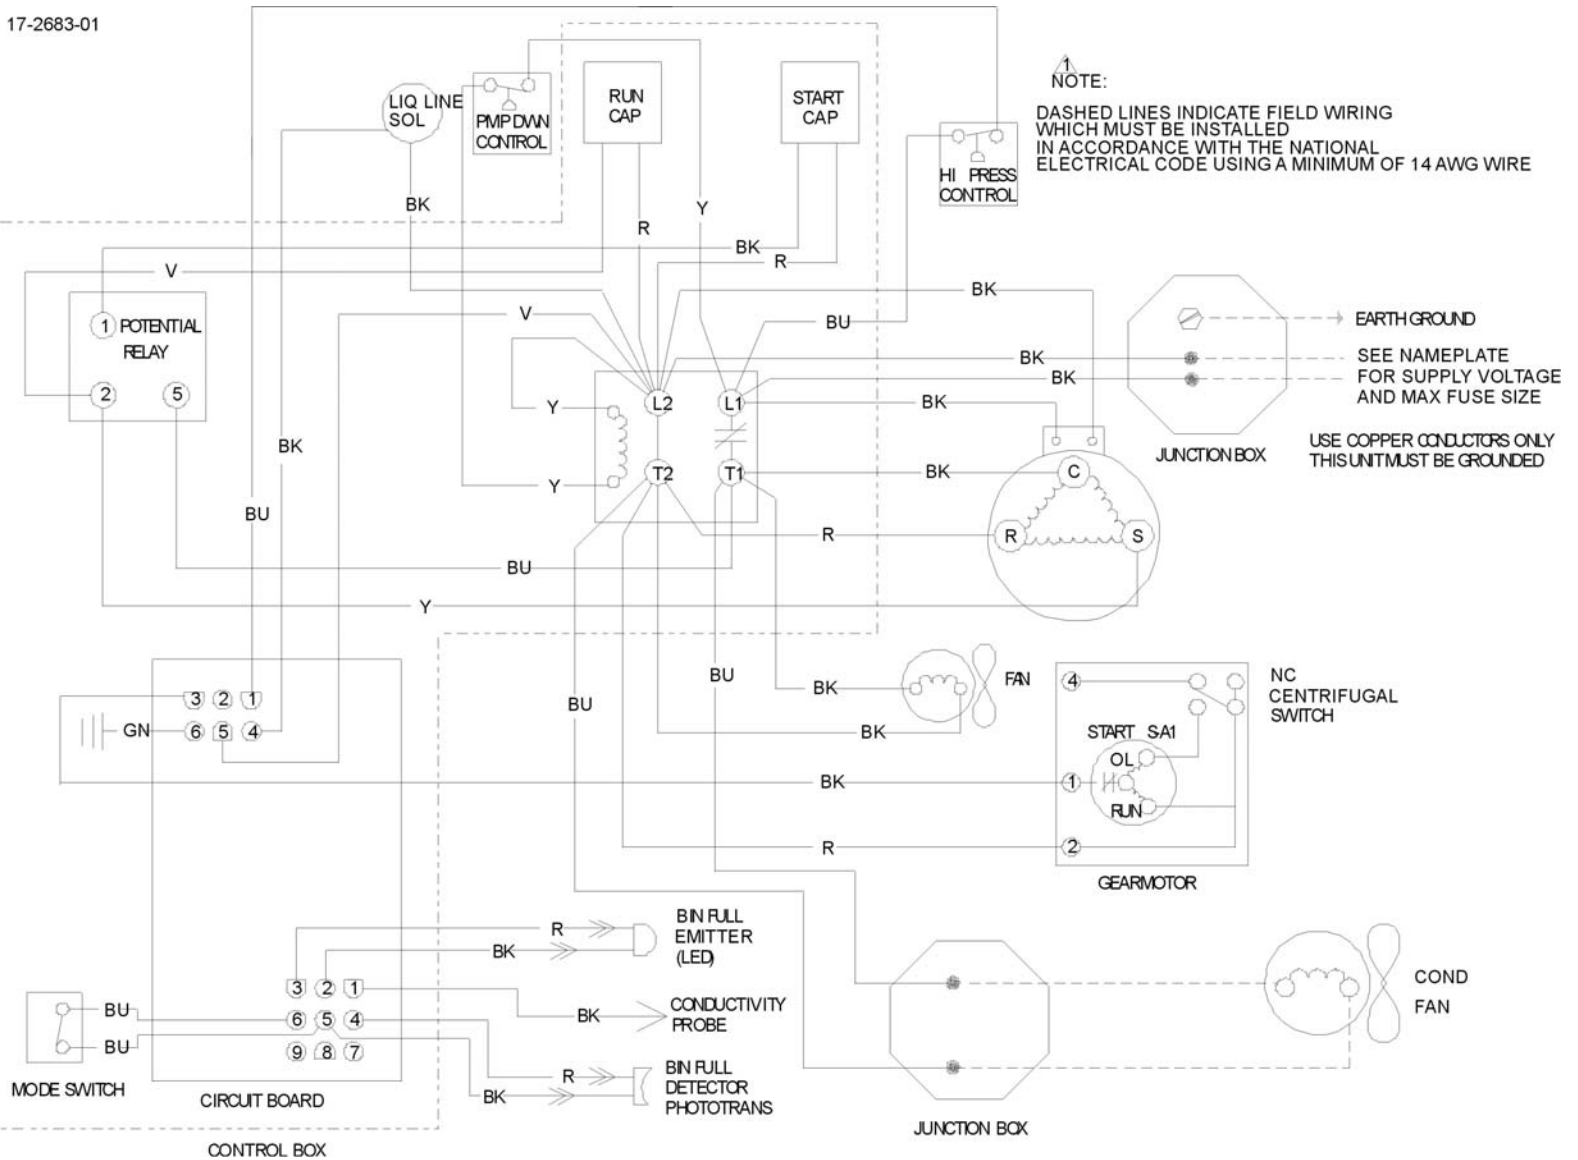 17-2683-01
1
NOTE:
DASHED LINES INDICATE FIELD WIRING
WHICH MUST BE INSTALLED
IN ACCORDANCE WITH THE NATIONAL
ELECTRICAL CODE USING A MINIMUM OF 14 AWG WIRE
LIQ LINE
SOL
PMP DWN
CONTROL
RUN
CAP
START
CAP
HI PRESS
CONTROL
BK
R
Y
BK
R
V
BK
V
BU
1 POTENTIAL
RELAY
2
5
EARTH GROUND
SEE NAMEPLATE
FOR SUPPLY VOLTAGE
AND MAX FUSE SIZE
USE COPPER CONDUCTORS ONLY
THIS UNIT MUST BE GROUNDED
JUNCTION BOX
BK
BK
BK
Y
L2
L1
BK
BK
Y
T2
T1
BK
C
R
S
BU
R
BU
Y
BU
BU
BK
BK
FAN
3 2 1
GN
6 5 4
4
NC
CENTRIFUGAL
SWITCH
START S-A1
OL
BK
1
RUN
R
2
GEARMOTOR
R
BK
BIN FULL
EMITTER
(LED)
3 2 1
BU
6 5 4
BU
9 8 7
BK
CONDUCTIVITY
PROBE
R
BK
BIN FULL
DETECTOR
PHOTOTRANS
MODE SWITCH
CIRCUIT BOARD
CONTROL BOX
JUNCTION BOX
COND
FAN